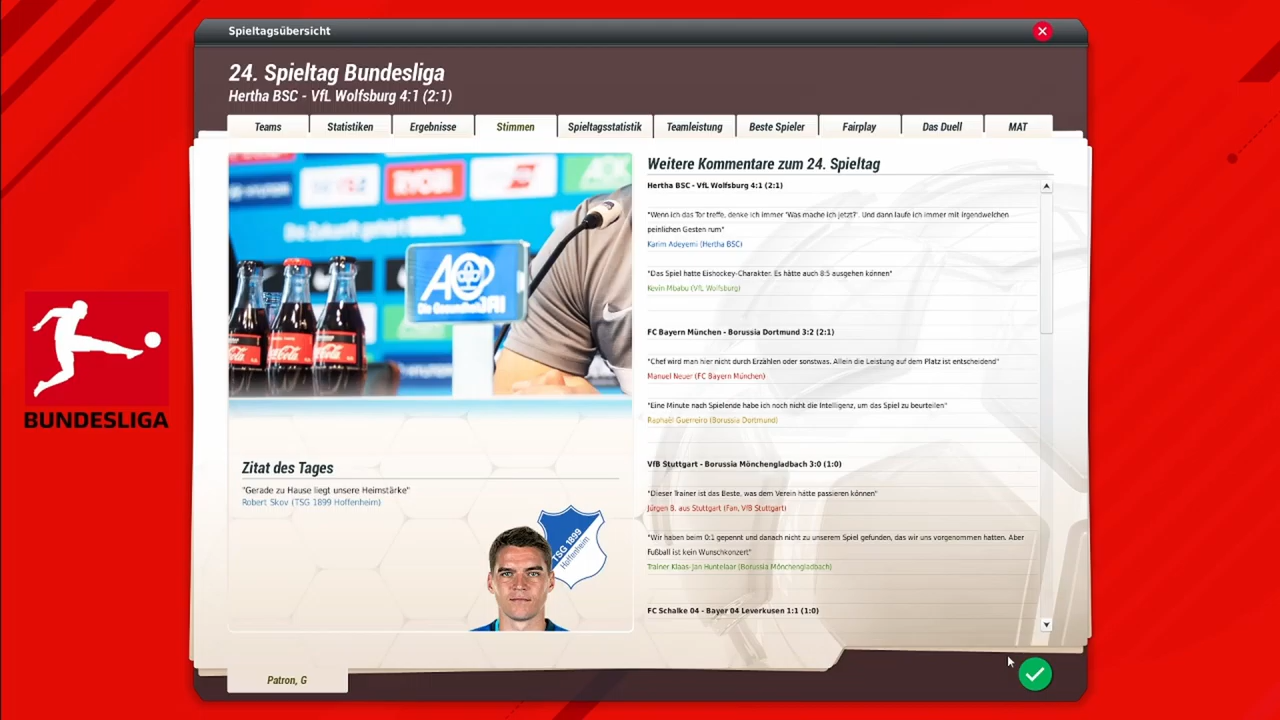 Spieltagsübersicht
24. Spieltag Bundesliga
Hertha BSC - VfL Wolfsburg 4:1 (2:1)
Teams
Statistiken
Ergebnisse
Stimmen
Spieltagsstatistik
Teamleistung
Beste Spieler
Fairplay
Das Duell
MAT
RYOBI
AOK
Die Gesundheit
Coca-Cola
Zitat des Tages
"Gerade zu Hause liegt unsere Heimstärke"
Robert Skov (TSG 1899 Hoffenheim)
TSG 1899
Hoffenheim
Weitere Kommentare zum 24. Spieltag
Hertha BSC - VfL Wolfsburg 4:1 (2:1)
"Wenn ich das Tor treffe, denke ich immer 'Was mache ich jetzt?'. Und dann laufe ich immer mit irgendwelchen
peinlichen Gesten rum"
Karim Adeyemi (Hertha BSC)
"Das Spiel hatte Eishockey-Charakter. Es hätte auch 8:5 ausgehen können"
Kevin Mbabu (VfL Wolfsburg)
FC Bayern München - Borussia Dortmund 3:2 (2:1)
"Chef wird man hier nicht durch Erzählen oder sonstwas. Allein die Leistung auf dem Platz ist entscheidend"
Manuel Neuer (FC Bayern München)
"Eine Minute nach Spielende habe ich noch nicht die Intelligenz, um das Spiel zu beurteilen"
Raphaël Guerreiro (Borussia Dortmund)
VfB Stuttgart - Borussia Mönchengladbach 3:0 (1:0)
"Dieser Trainer ist das Beste, was dem Verein hätte passieren können"
Jürgen B. aus Stuttgart (Fan, VfB Stuttgart)
"Wir haben beim 0:1 gepennt und danach nicht zu unserem Spiel gefunden, das wir uns vorgenommen hatten. Aber
Fußball ist kein Wunschkonzert"
Trainer Klaas-Jan Huntelaar (Borussia Mönchengladbach)
FC Schalke 04 - Bayer 04 Leverkusen 1:1 (1:0)
BUNDESLIGA
Patron, G